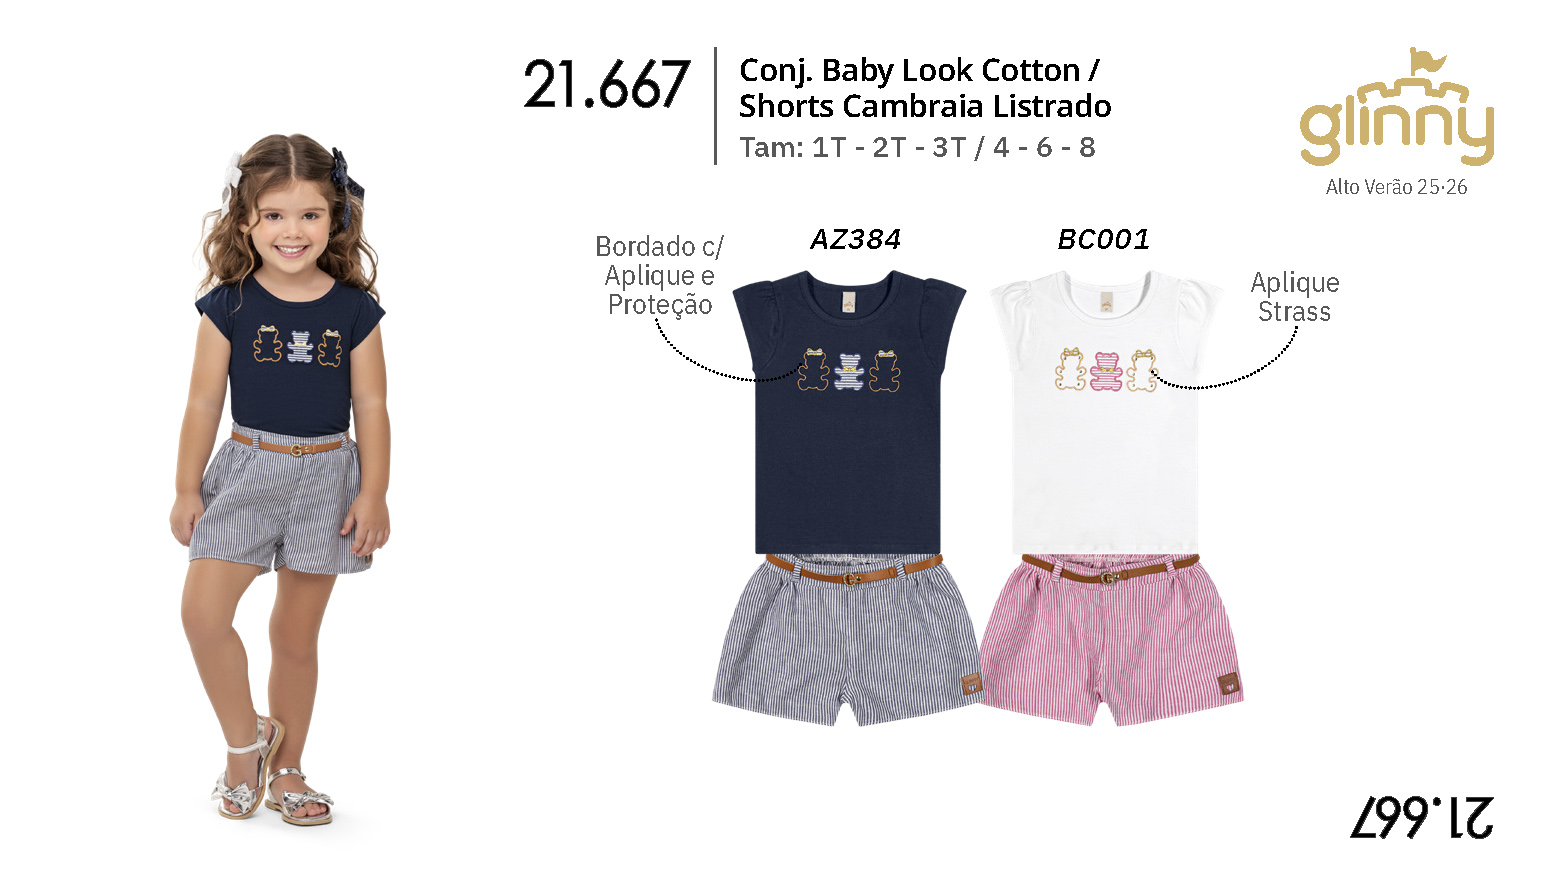 21.667
Conj. Baby Look Cotton /
Shorts Cambraia Listrado
Tam: 1T - 2T - 3T / 4 - 6 - 8
glinny
Alto Verão 25·26
Bordado c/
Aplique e
Proteção
AZ384
BC001
Aplique
Strass
21.667